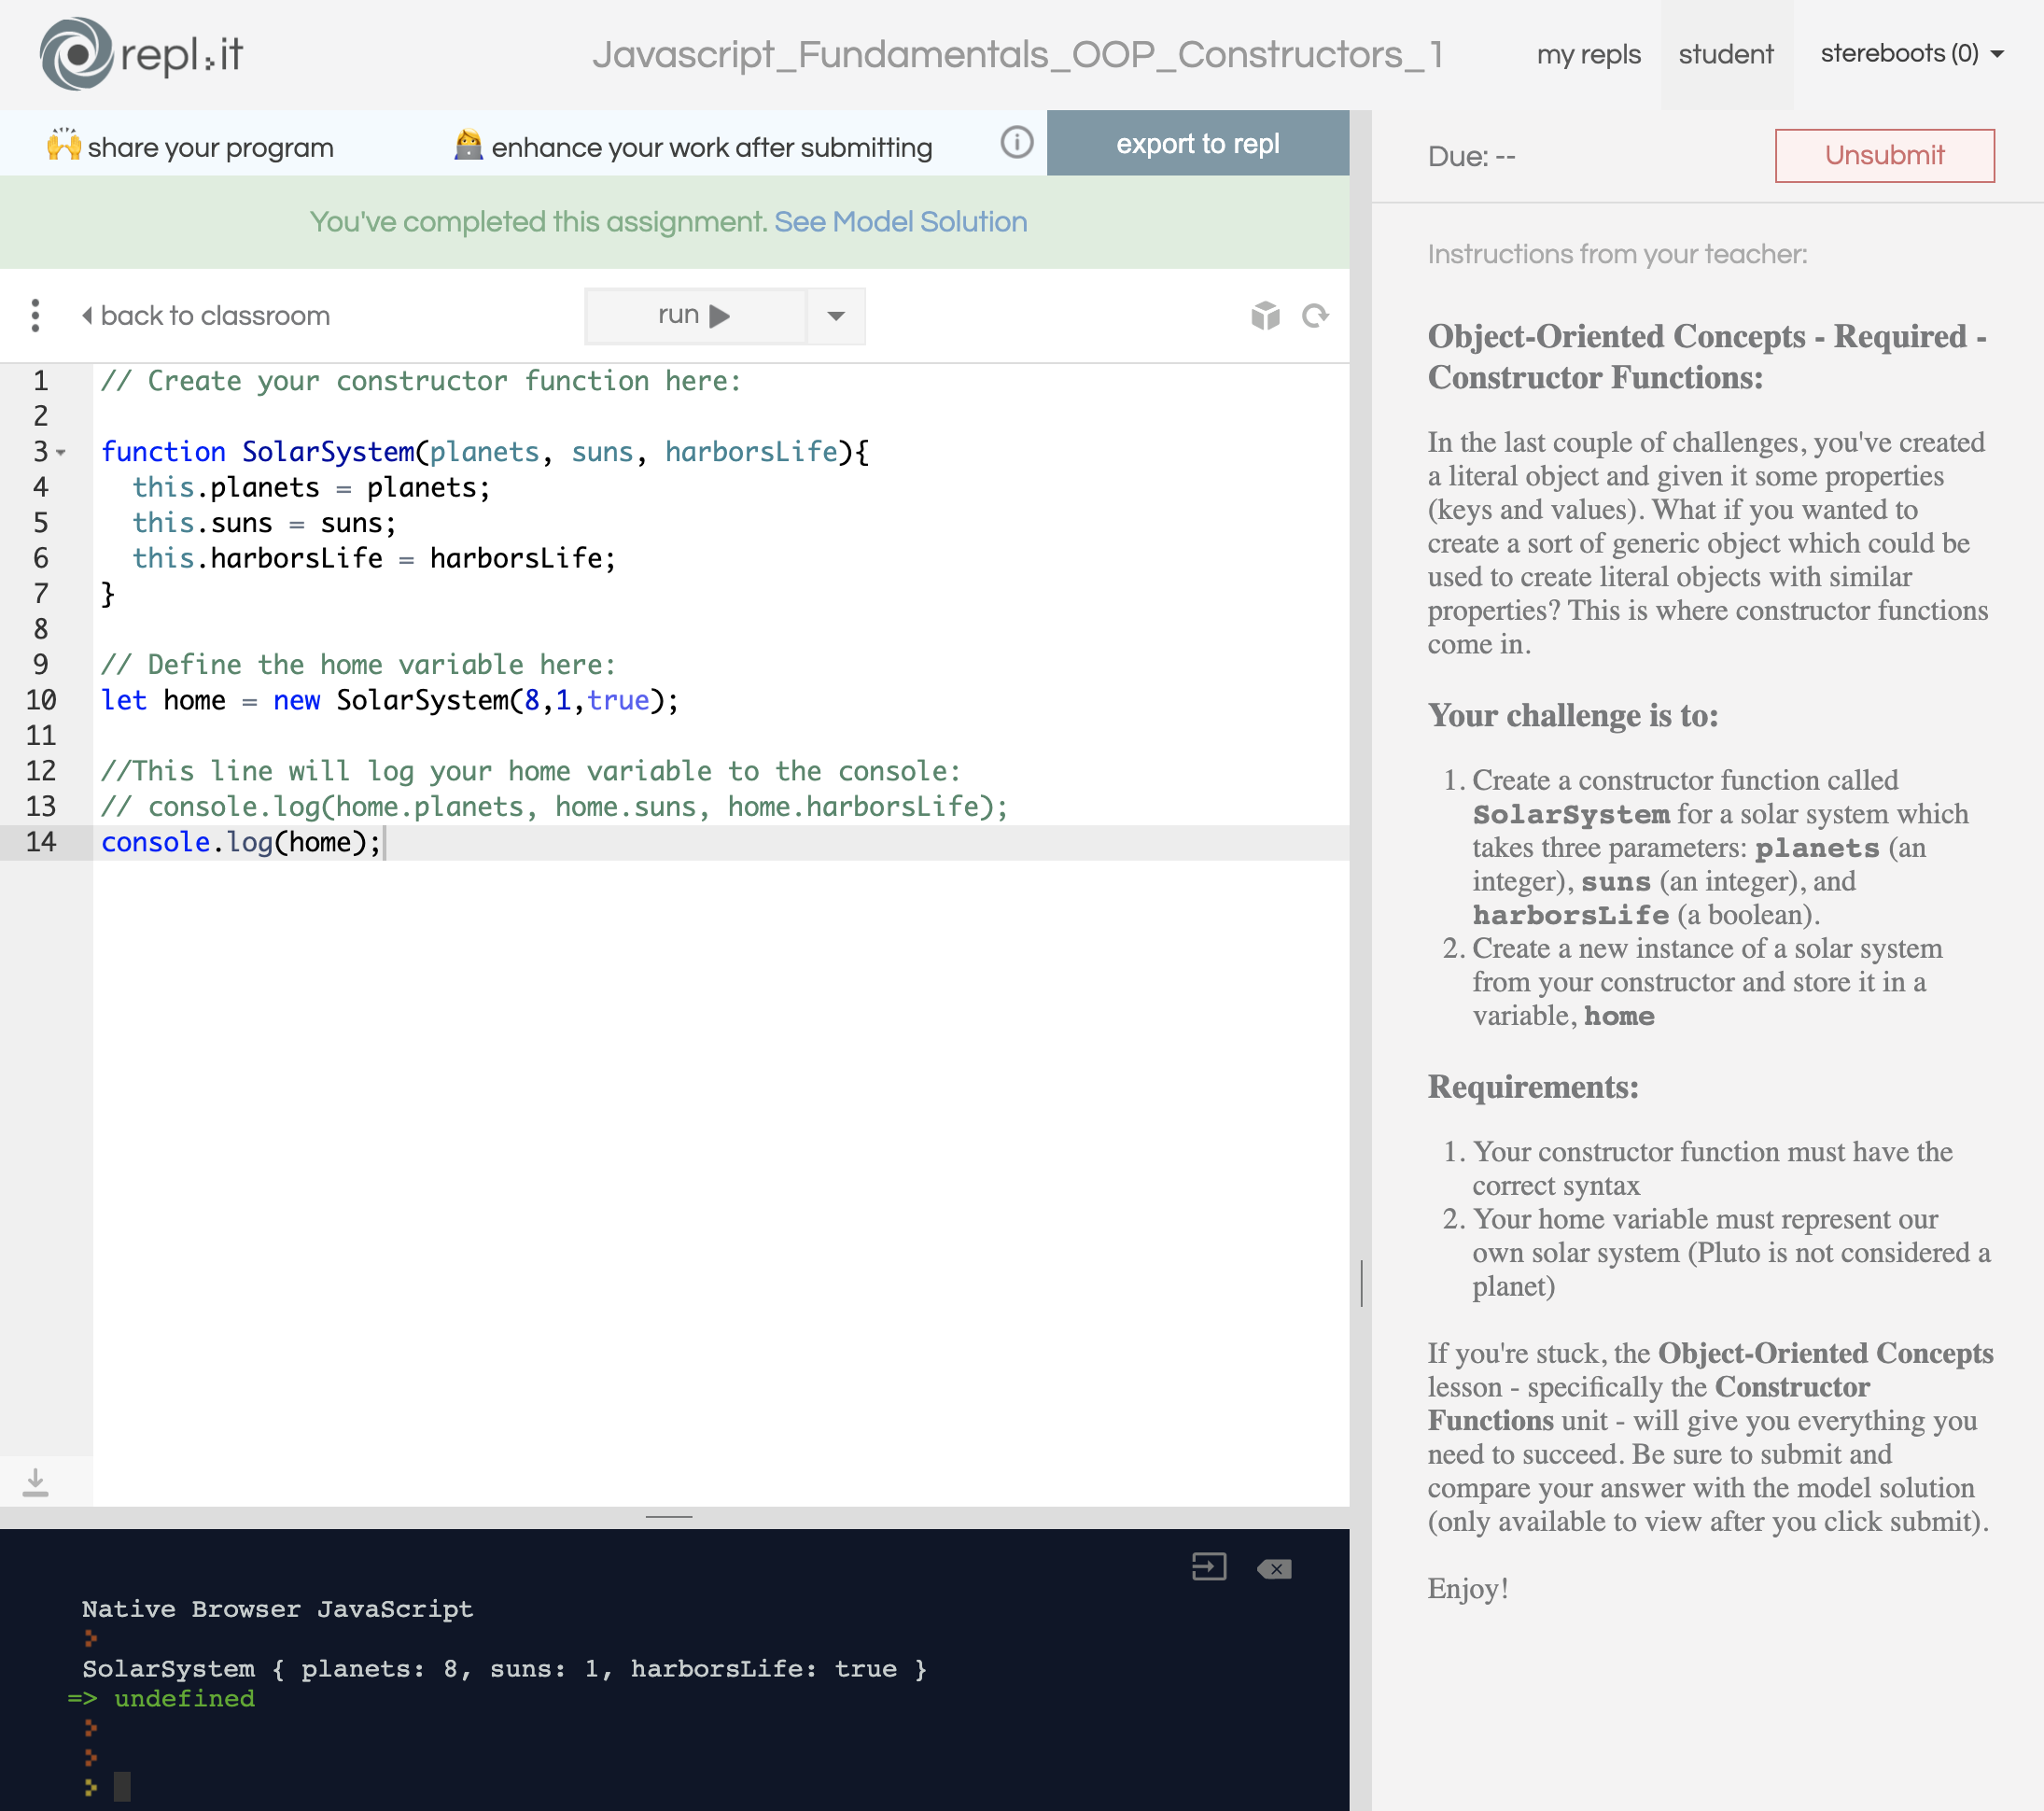 repl.it
Javascript_Fundamentals_OOP_Constructors_1
my repls
student
stereboots (0)
🙌 share your program
👩‍💻 enhance your work after submitting
export to repl
You've completed this assignment. See Model Solution
back to classroom
run
1 // Create your constructor function here:
2
3 function SolarSystem(planets, suns, harborsLife){
4   this.planets = planets;
5   this.suns = suns;
6   this.harborsLife = harborsLife;
7 }
8
9 // Define the home variable here:
10 let home = new SolarSystem(8,1,true);
11
12 //This line will log your home variable to the console:
13 // console.log(home.planets, home.suns, home.harborsLife);
14 console.log(home);
Native Browser JavaScript
SolarSystem { planets: 8, suns: 1, harborsLife: true }
=> undefined
Due: --
Unsubmit
Instructions from your teacher:
Object-Oriented Concepts - Required -
Constructor Functions:
In the last couple of challenges, you've created
a literal object and given it some properties
(keys and values). What if you wanted to
create a sort of generic object which could be
used to create literal objects with similar
properties? This is where constructor functions
come in.
Your challenge is to:
1. Create a constructor function called
SolarSystem for a solar system which
takes three parameters: planets (an
integer), suns (an integer), and
harborsLife (a boolean).
2. Create a new instance of a solar system
from your constructor and store it in a
variable, home
Requirements:
1. Your constructor function must have the
correct syntax
2. Your home variable must represent our
own solar system (Pluto is not considered a
planet)
If you're stuck, the Object-Oriented Concepts
lesson - specifically the Constructor
Functions unit - will give you everything you
need to succeed. Be sure to submit and
compare your answer with the model solution
(only available to view after you click submit).
Enjoy!